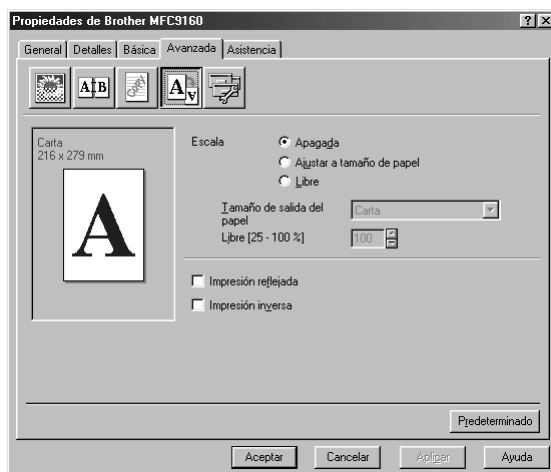 Propiedades de Brother MFC9160
General Detalles Básica Avanzada Asistencia
A B
COPY
A A
Carta
216 x 279 mm
A
Escala
Apagada
Ajustar a tamaño de papel
Libre
Tamaño de salida del papel
Carta
Libre [25 - 100 %]
100
Impresión reflejada
Impresión inversa
Predeterminado
Aceptar Cancelar Aplicar Ayuda